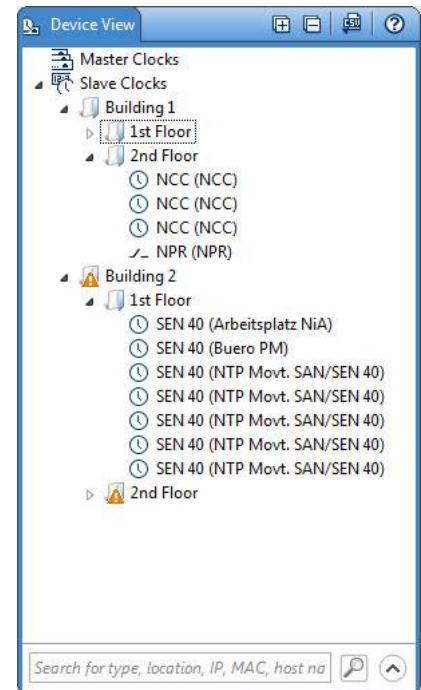 Device View
CSV
Master Clocks
Slave Clocks
Building 1
1st Floor
2nd Floor
NCC (NCC)
NCC (NCC)
NCC (NCC)
NPR (NPR)
Building 2
1st Floor
SEN 40 (Arbeitsplatz NiA)
SEN 40 (Buero PM)
SEN 40 (NTP Movt. SAN/SEN 40)
SEN 40 (NTP Movt. SAN/SEN 40)
SEN 40 (NTP Movt. SAN/SEN 40)
SEN 40 (NTP Movt. SAN/SEN 40)
SEN 40 (NTP Movt. SAN/SEN 40)
2nd Floor
Search for type, location, IP, MAC, host na